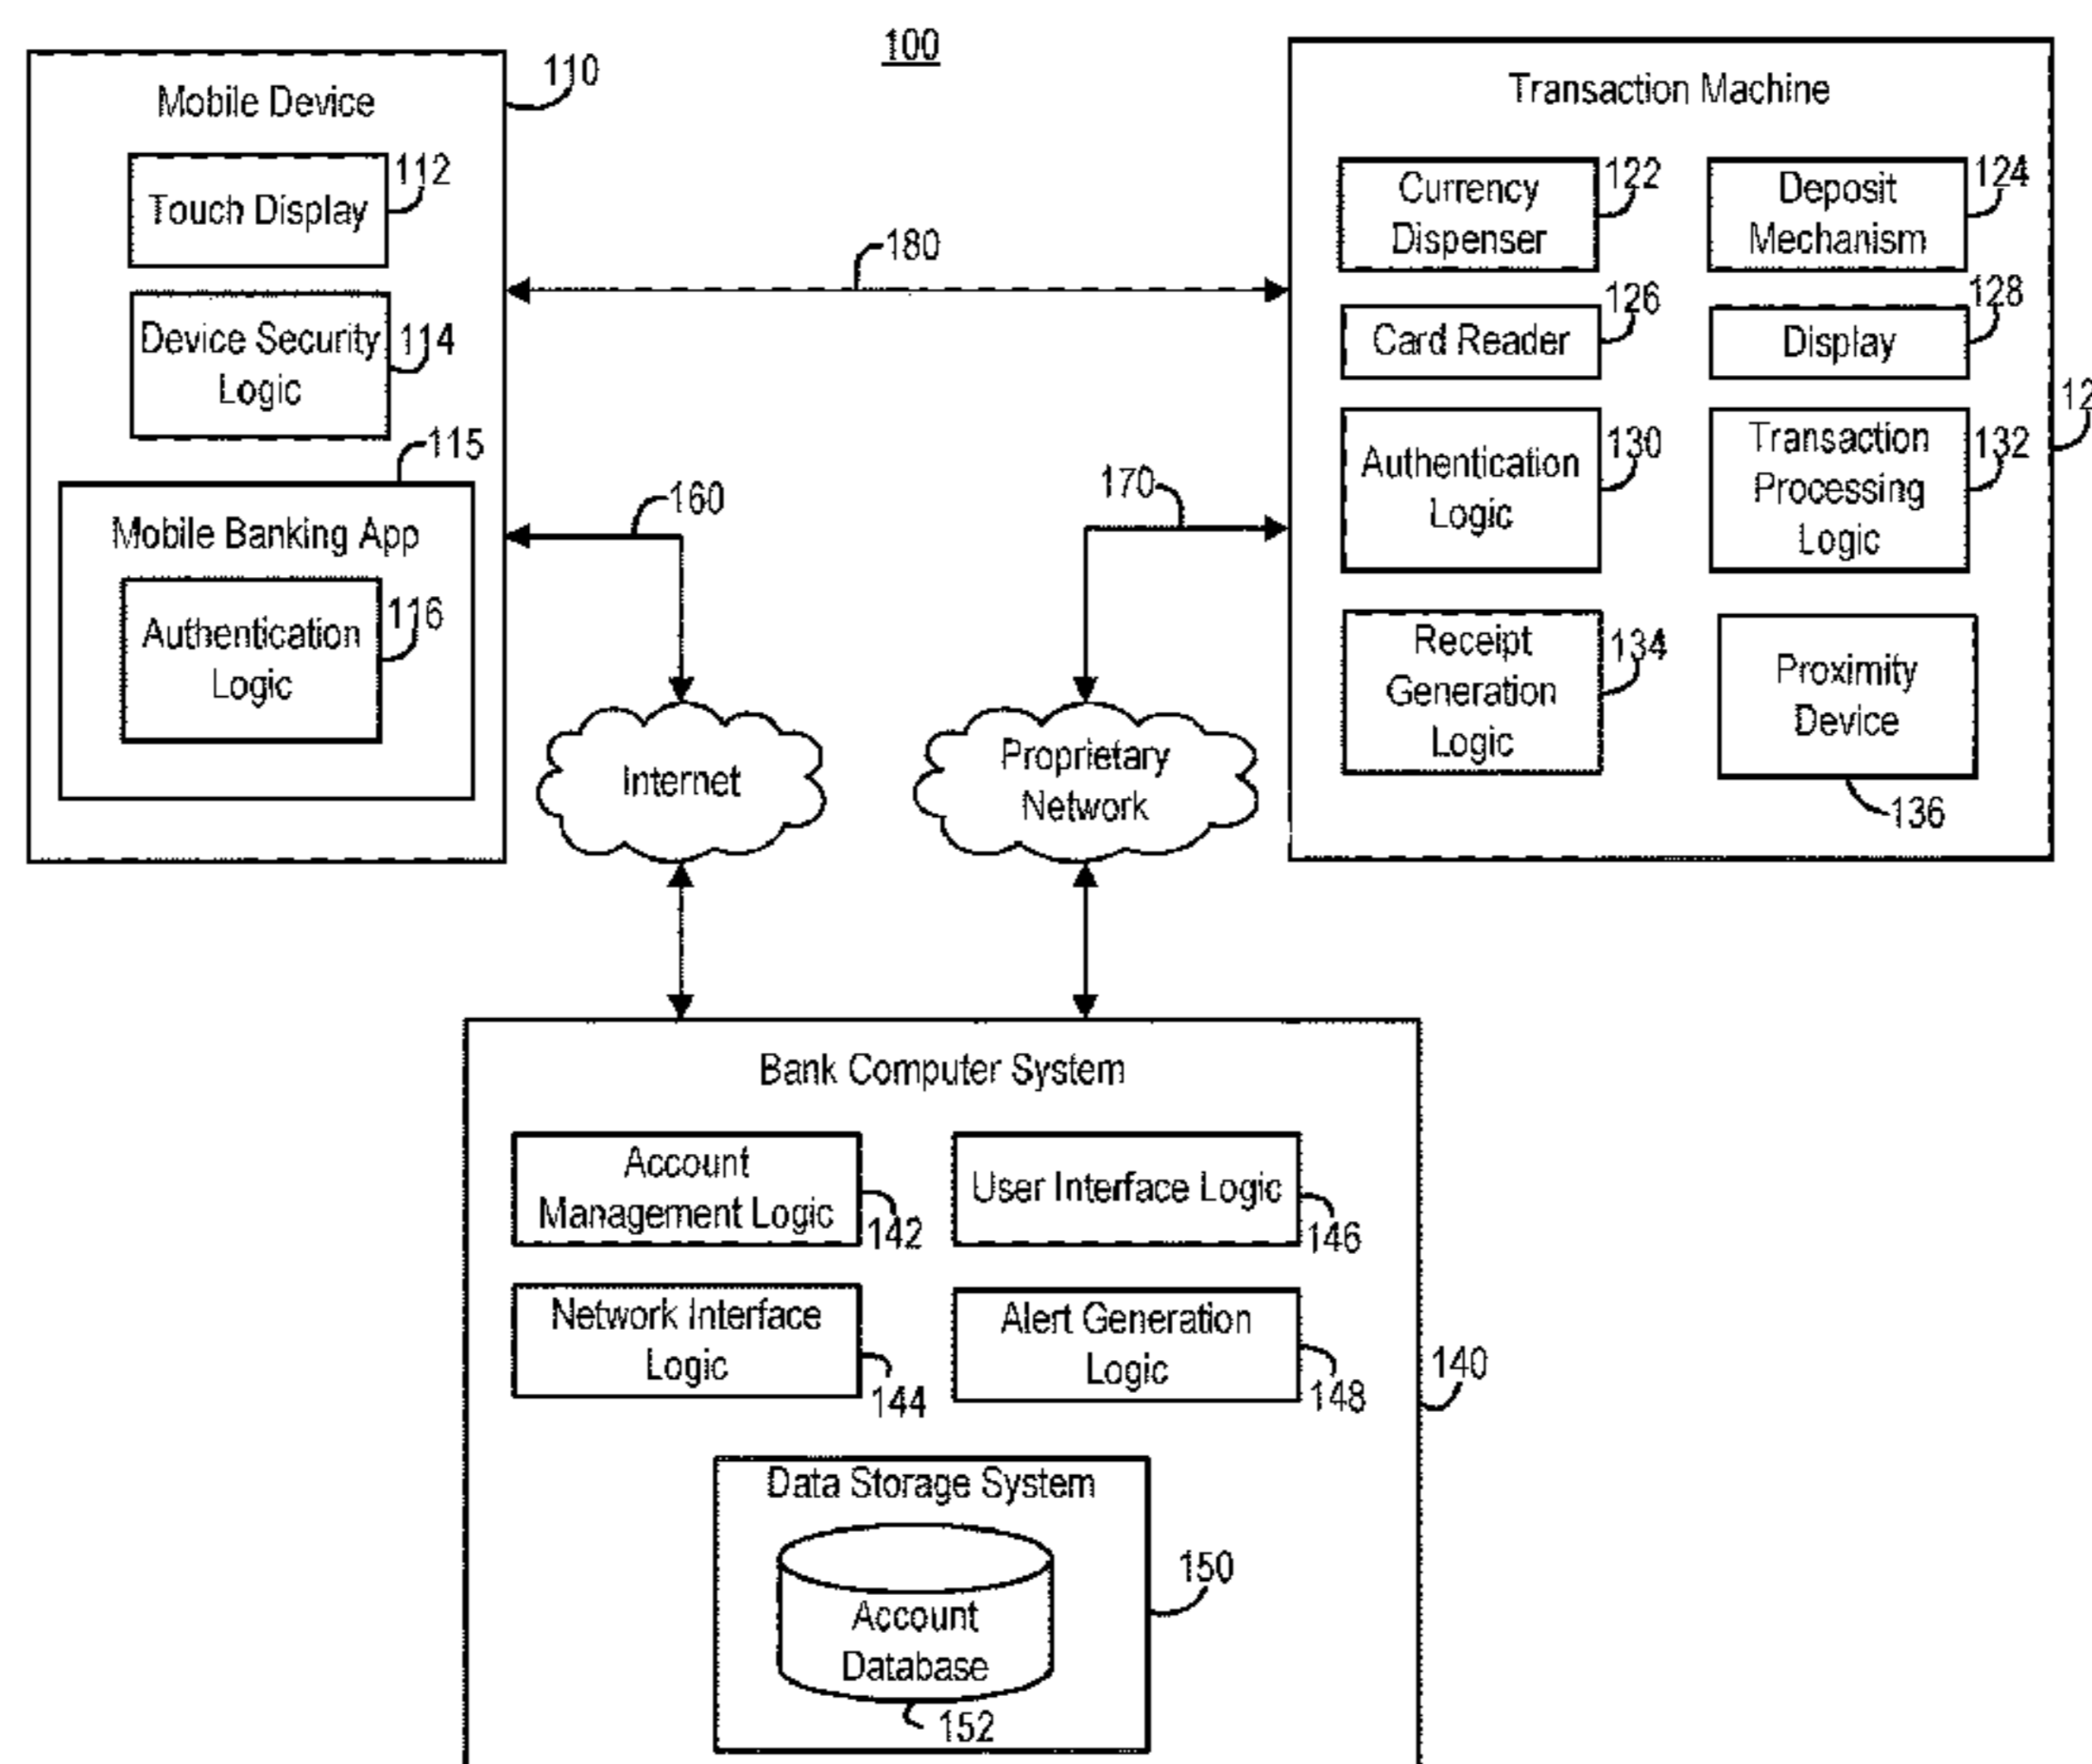 100
Mobile Device
110
Touch Display
112
Device Security
Logic
114
115
Mobile Banking App
Authentication
Logic
116
180
160
170
Internet
Proprietary
Network
Transaction Machine
Currency
Dispenser
122
Deposit
Mechanism
124
Card Reader
126
Display
128
Authentication
Logic
130
Transaction
Processing
Logic
132
12
Receipt
Generation
Logic
134
Proximity
Device
136
Bank Computer System
Account
Management Logic
142
User Interface Logic
146
Network Interface
Logic
144
Alert Generation
Logic
148
140
Data Storage System
150
Account
Database
152